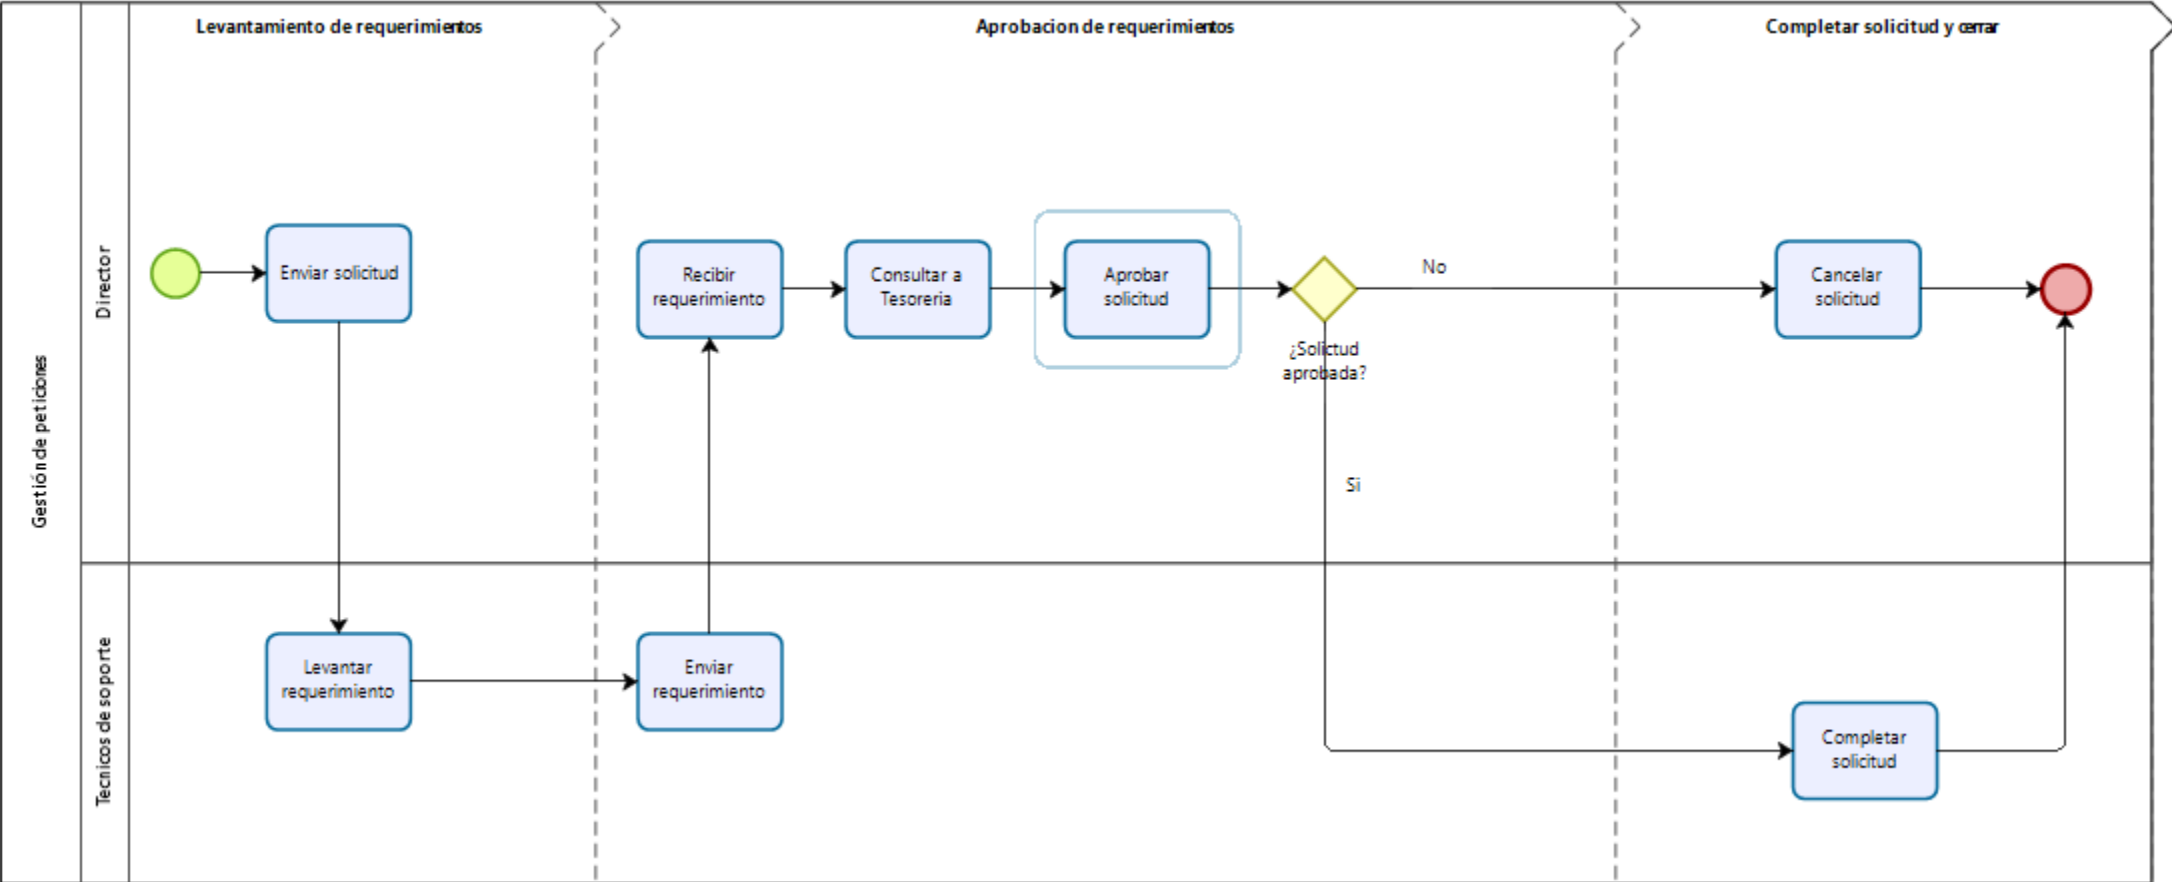 Levantamiento de requerimientos
Aprobacion de requerimientos
Completar solicitud y cerrar
Gestión de peticiones
Director
Enviar solicitud
Recibir
requerimiento
Consultar a
Tesoreria
Aprobar
solicitud
¿Solictud
aprobada?
No
Si
Cancelar
solicitud
Tecnicos de soporte
Levantar
requerimiento
Enviar
requerimiento
Completar
solicitud